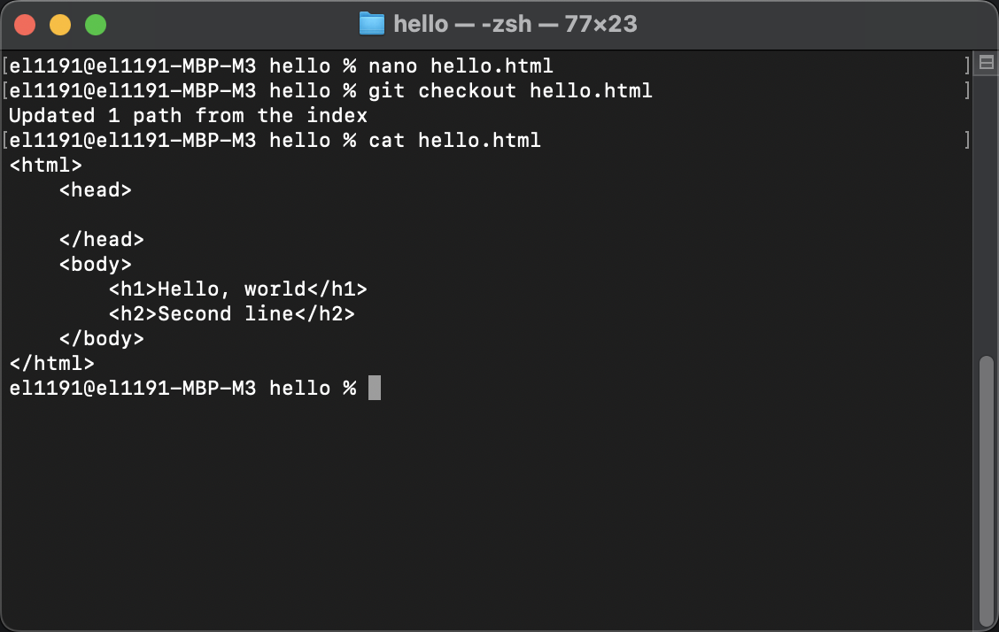 hello — -zsh — 77×23
[el1191@el1191-MBP-M3 hello % nano hello.html ]
[el1191@el1191-MBP-M3 hello % git checkout hello.html ]
Updated 1 path from the index
[el1191@el1191-MBP-M3 hello % cat hello.html ]
<html>
    <head>

    </head>
    <body>
        <h1>Hello, world</h1>
        <h2>Second line</h2>
    </body>
</html>
el1191@el1191-MBP-M3 hello %